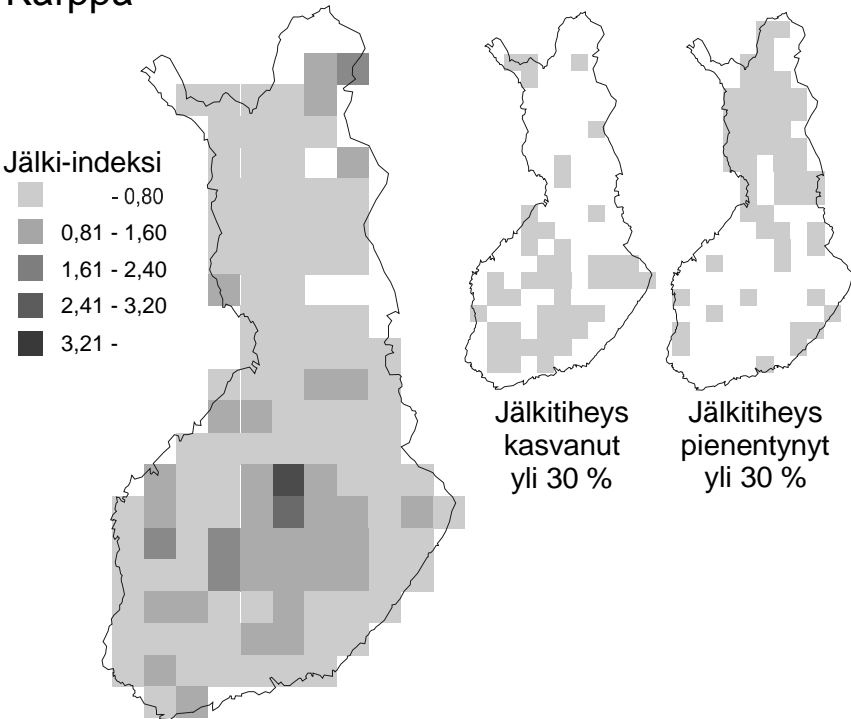 Kärppä
Jälki-indeksi
- 0,80
0,81 - 1,60
1,61 - 2,40
2,41 - 3,20
3,21 -
Jälkitiheys
kasvanut
yli 30 %
Jälkitiheys
pienentynyt
yli 30 %